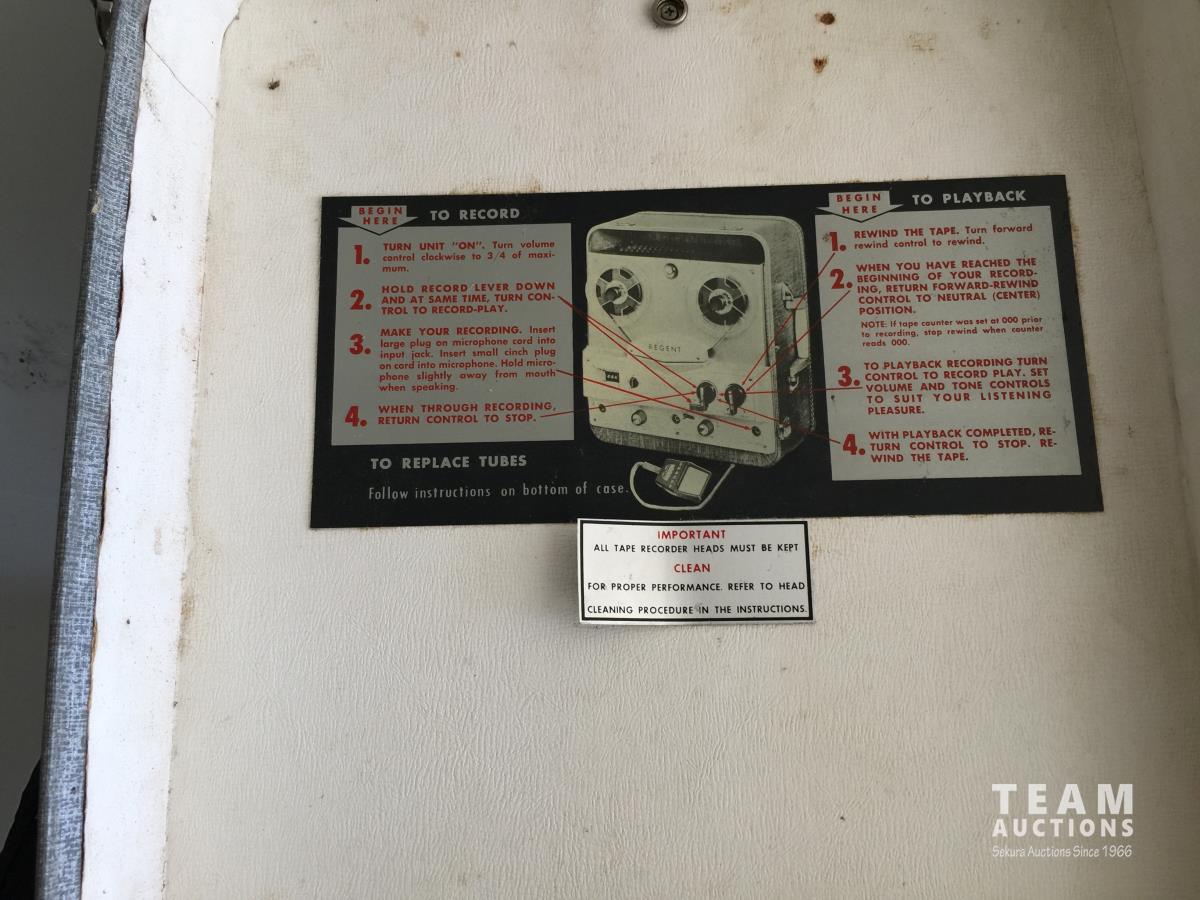 BEGIN
HERE
TO RECORD
1. TURN UNIT "ON". Turn volume
control clockwise to 3/4 of maxi-
mum.
2. HOLD RECORD LEVER DOWN
AND AT SAME TIME, TURN CON-
TROL TO RECORD-PLAY.
3. MAKE YOUR RECORDING. Insert
large plug on microphone cord into
input jack. Insert small cinch plug
on cord into microphone. Hold micro-
phone slightly away from mouth
when speaking.
4. WHEN THROUGH RECORDING,
RETURN CONTROL TO STOP.
TO REPLACE TUBES
Follow instructions on bottom of case.
REGENT
BEGIN
HERE
TO PLAYBACK
1. REWIND THE TAPE. Turn forward
rewind control to rewind.
2. WHEN YOU HAVE REACHED THE
BEGINNING OF YOUR RECORD-
ING, RETURN FORWARD-REWIND
CONTROL TO NEUTRAL (CENTER)
POSITION.
NOTE: If tape counter was set at 000 prior
to recording, stop rewind when counter
reads 000.
3. TO PLAYBACK RECORDING TURN
CONTROL TO RECORD PLAY. SET
VOLUME AND TONE CONTROLS
TO SUIT YOUR LISTENING
PLEASURE.
4. WITH PLAYBACK COMPLETED, RE-
TURN CONTROL TO STOP. RE-
WIND THE TAPE.
IMPORTANT
ALL TAPE RECORDER HEADS MUST BE KEPT
CLEAN
FOR PROPER PERFORMANCE. REFER TO HEAD
CLEANING PROCEDURE IN THE INSTRUCTIONS.
TEAM
AUCTIONS
Sekura Auctions Since 1966